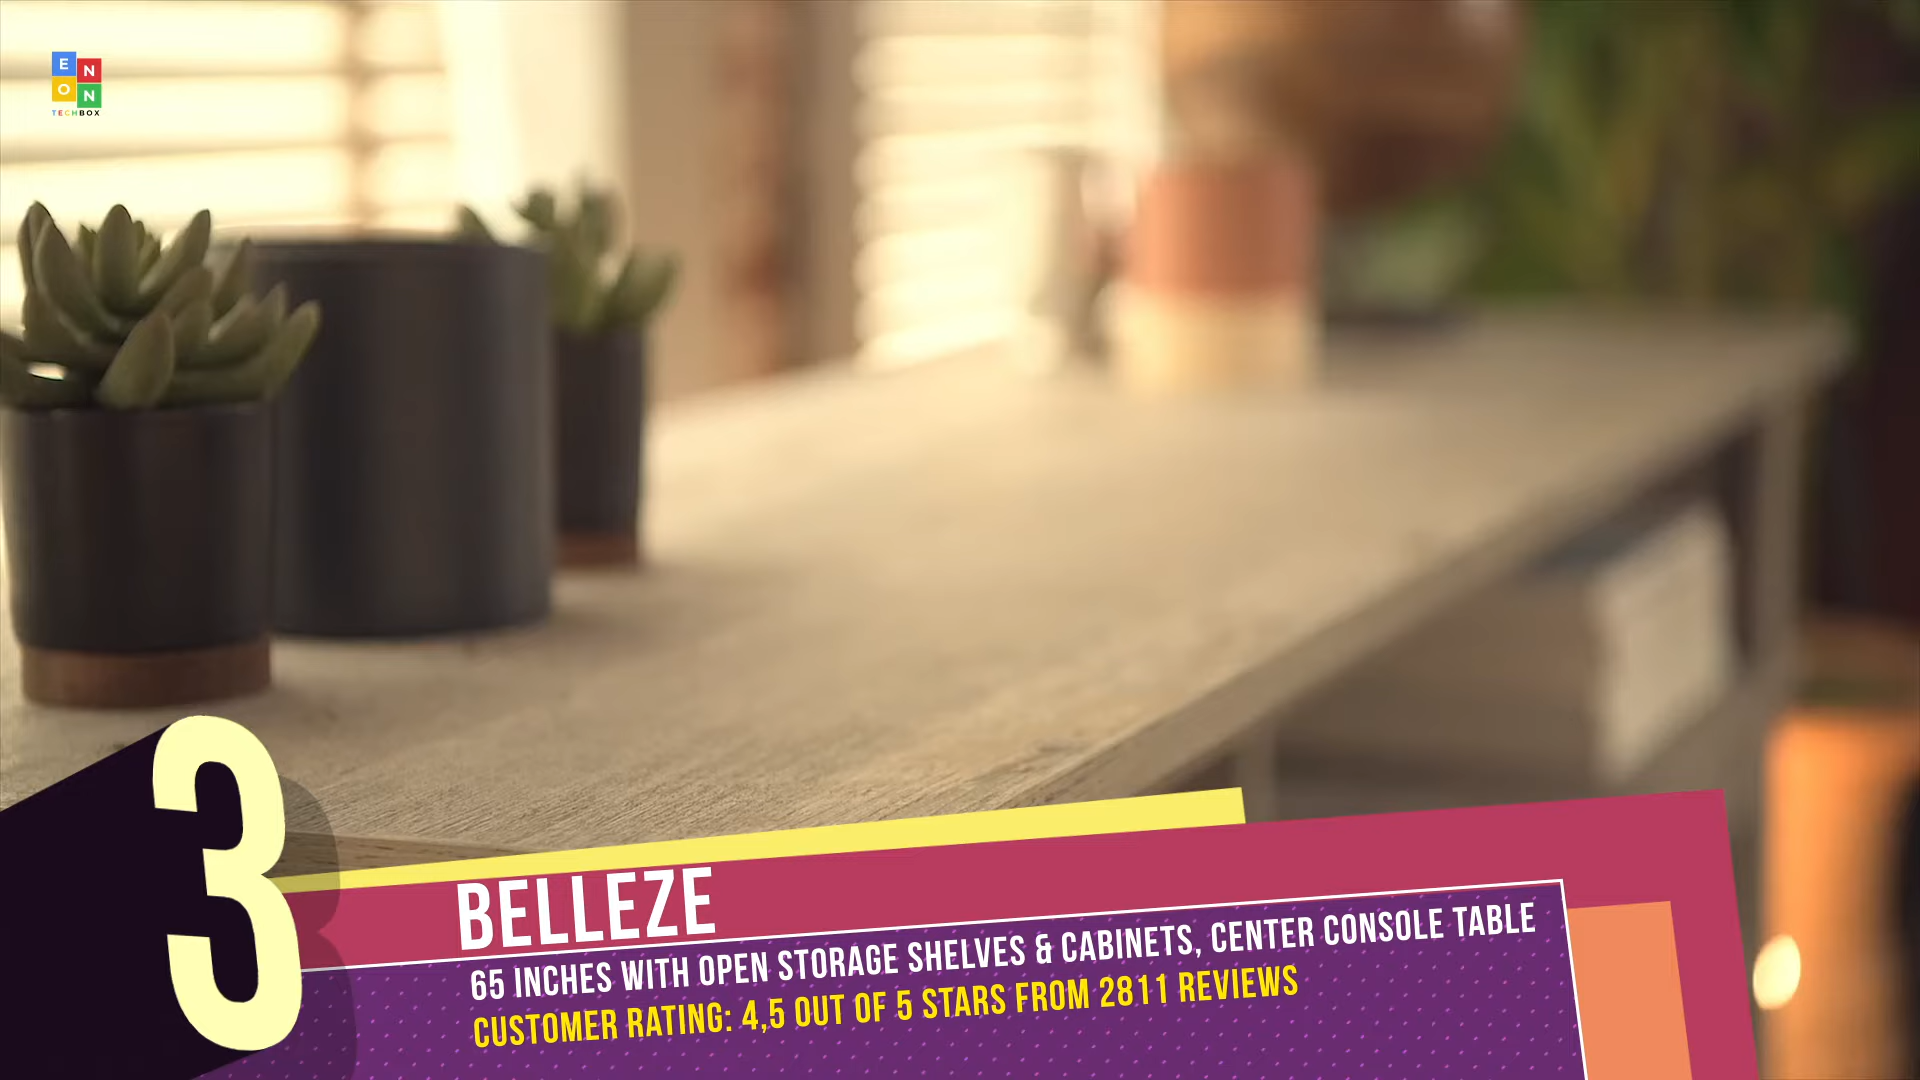 E N
O N
TECHBOX
3
BELLEZE
65 INCHES WITH OPEN STORAGE SHELVES & CABINETS, CENTER CONSOLE TABLE
CUSTOMER RATING: 4,5 OUT OF 5 STARS FROM 2811 REVIEWS